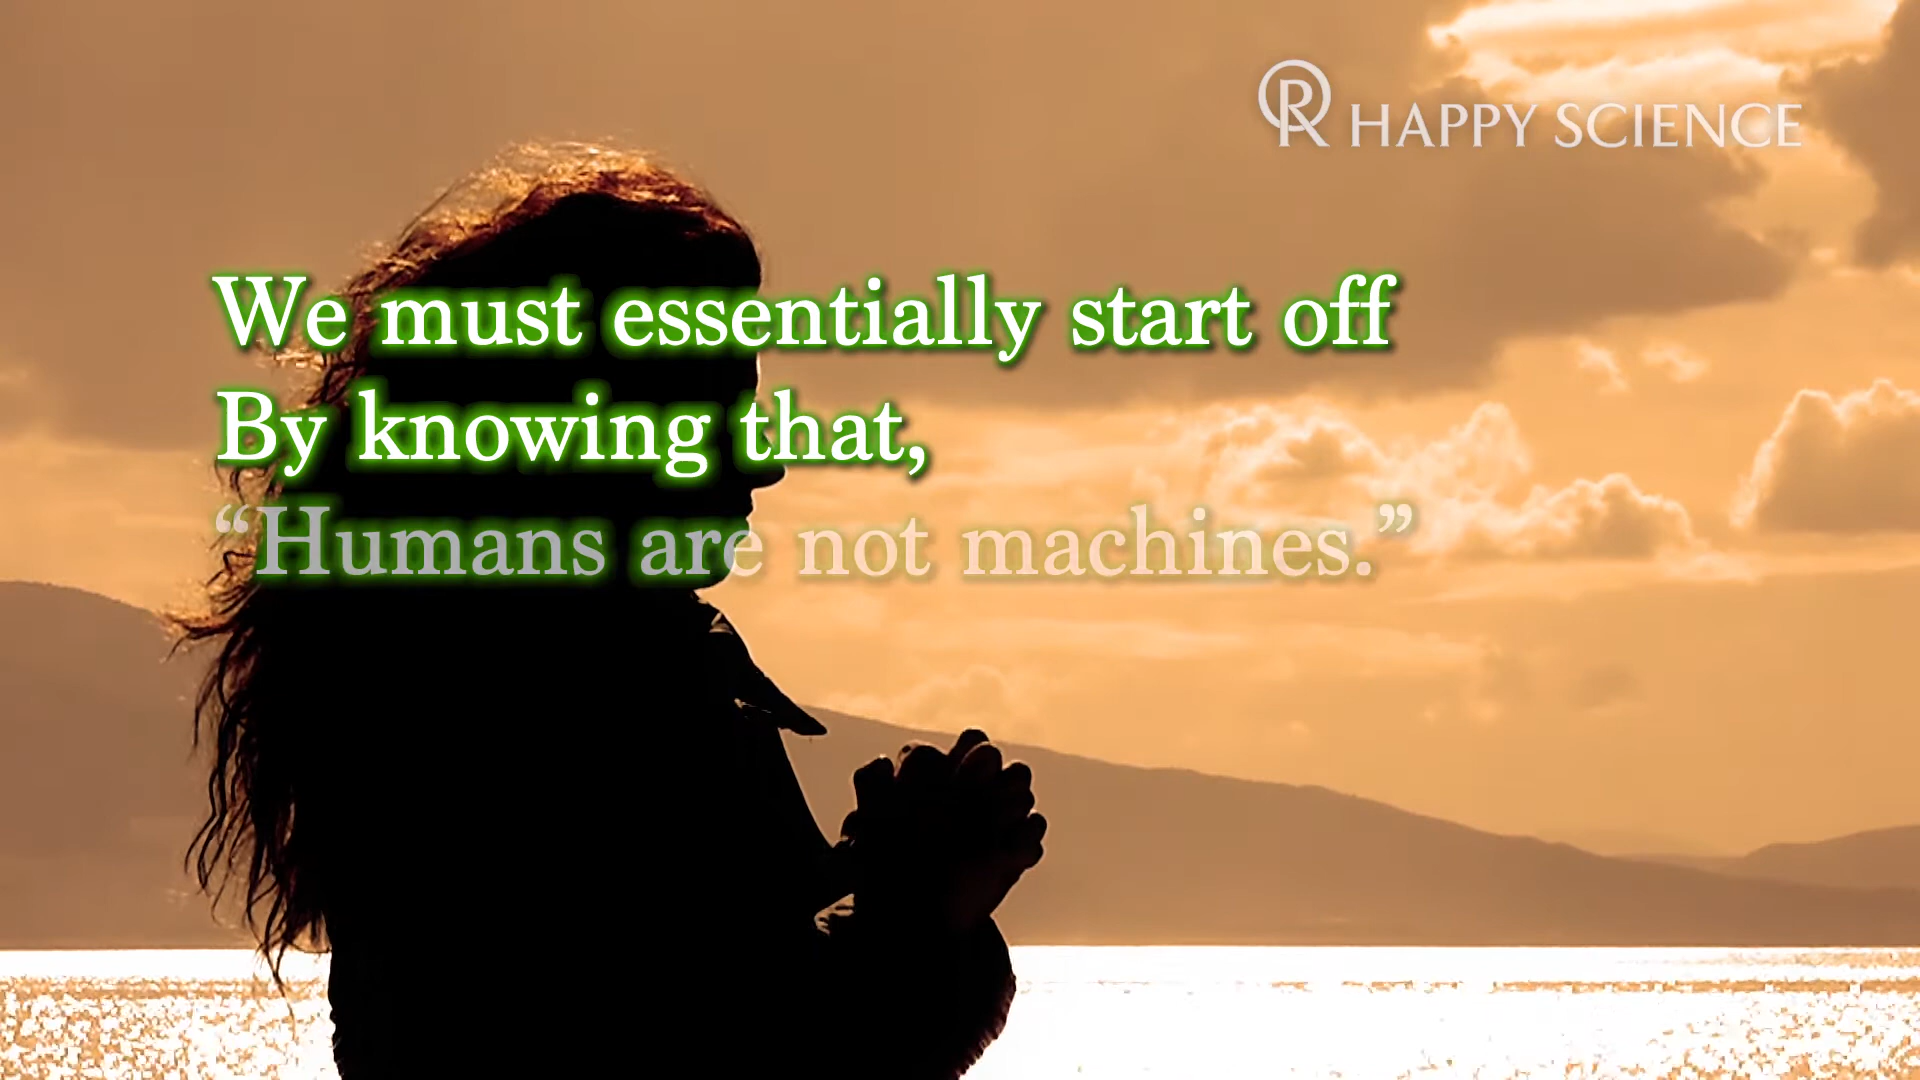 HAPPY SCIENCE
We must essentially start off
By knowing that,
“Humans are not machines.”